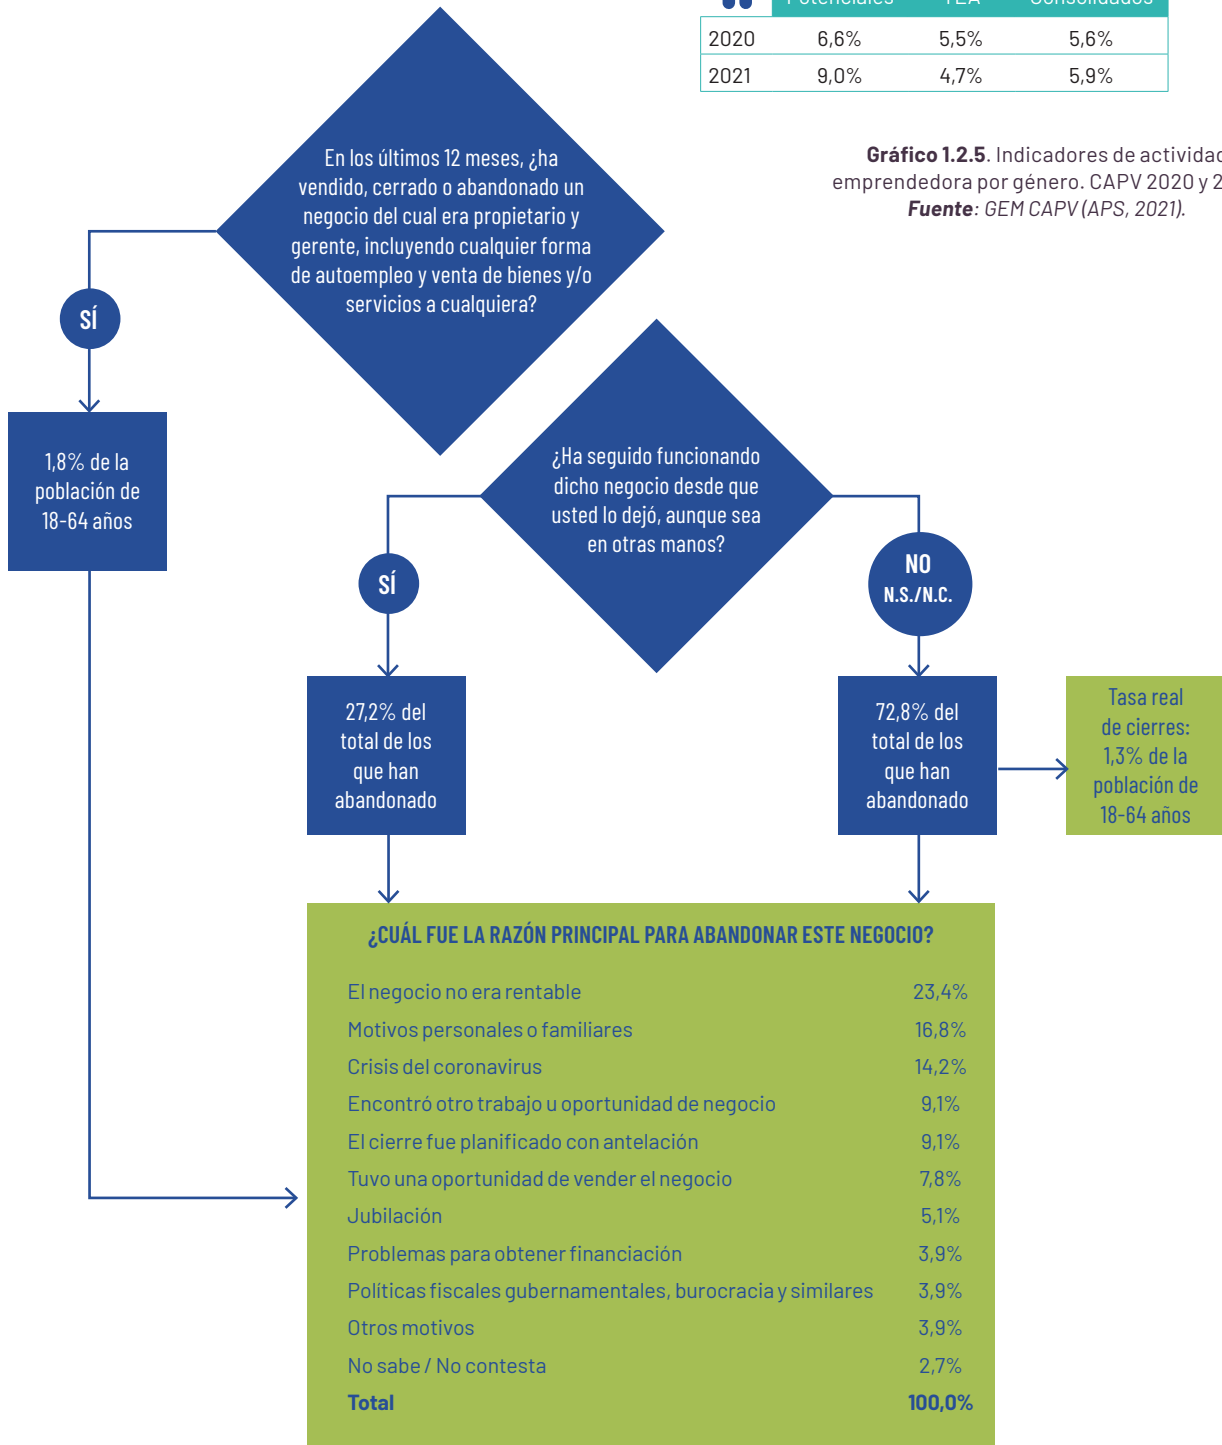 Potenciales TEA Consolidados
2020 6,6% 5,5% 5,6%
2021 9,0% 4,7% 5,9%
Gráfico 1.2.5. Indicadores de actividad
emprendedora por género. CAPV 2020 y 2
Fuente: GEM CAPV (APS, 2021).
En los últimos 12 meses, ¿ha
vendido, cerrado o abandonado un
negocio del cual era propietario y
gerente, incluyendo cualquier forma
de autoempleo y venta de bienes y/o
servicios a cualquiera?
SÍ
1,8% de la
población de
18-64 años
¿Ha seguido funcionando
dicho negocio desde que
usted lo dejó, aunque sea
en otras manos?
SÍ
NO
N.S./N.C.
27,2% del
total de los
que han
abandonado
72,8% del
total de los
que han
abandonado
Tasa real
de cierres:
1,3% de la
población de
18-64 años
¿CUÁL FUE LA RAZÓN PRINCIPAL PARA ABANDONAR ESTE NEGOCIO?
El negocio no era rentable 23,4%
Motivos personales o familiares 16,8%
Crisis del coronavirus 14,2%
Encontró otro trabajo u oportunidad de negocio 9,1%
El cierre fue planificado con antelación 9,1%
Tuvo una oportunidad de vender el negocio 7,8%
Jubilación 5,1%
Problemas para obtener financiación 3,9%
Políticas fiscales gubernamentales, burocracia y similares 3,9%
Otros motivos 3,9%
No sabe / No contesta 2,7%
Total 100,0%